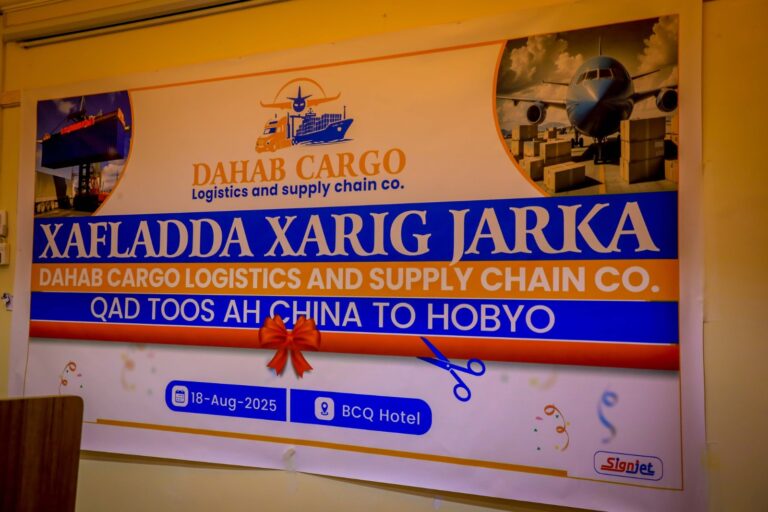 DAHAB CARGO
Logistics and supply chain co.
XAFLADDA XARIG JARKA
DAHAB CARGO LOGISTICS AND SUPPLY CHAIN CO.
QAD TOOS AH CHINA TO HOBYO
18-Aug-2025
BCQ Hotel
Signjet